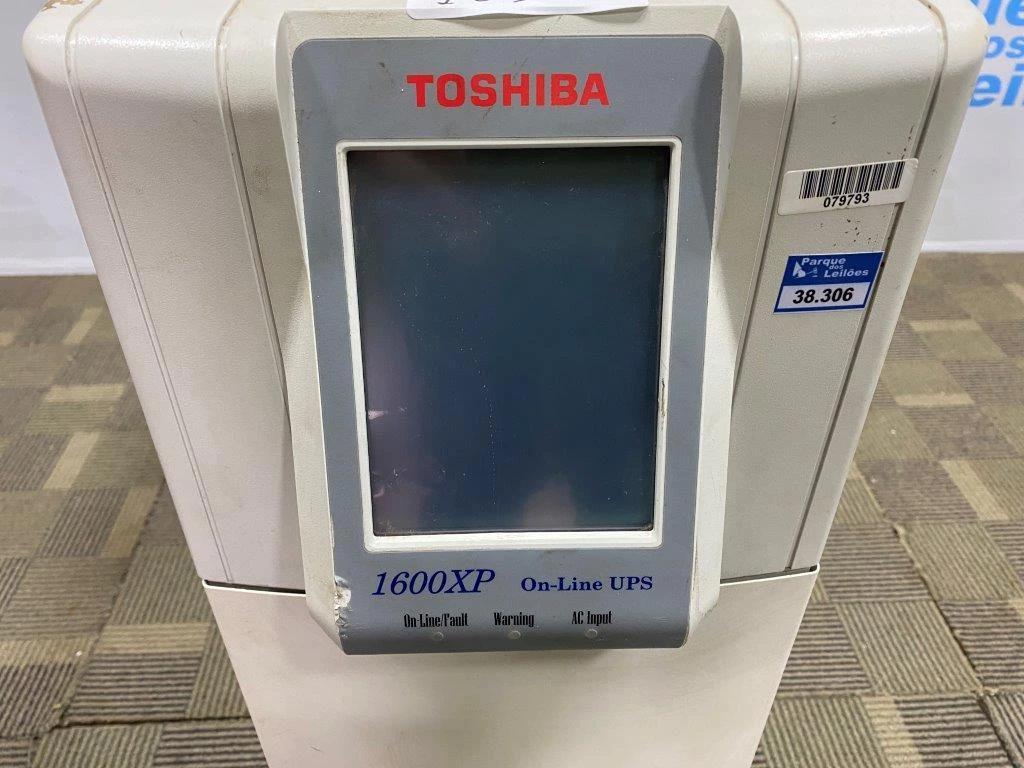 TOSHIBA
079793
Parque
dos
Leilões
38.306
1600XP On-Line UPS
On-Line/Fault Warning AC Input